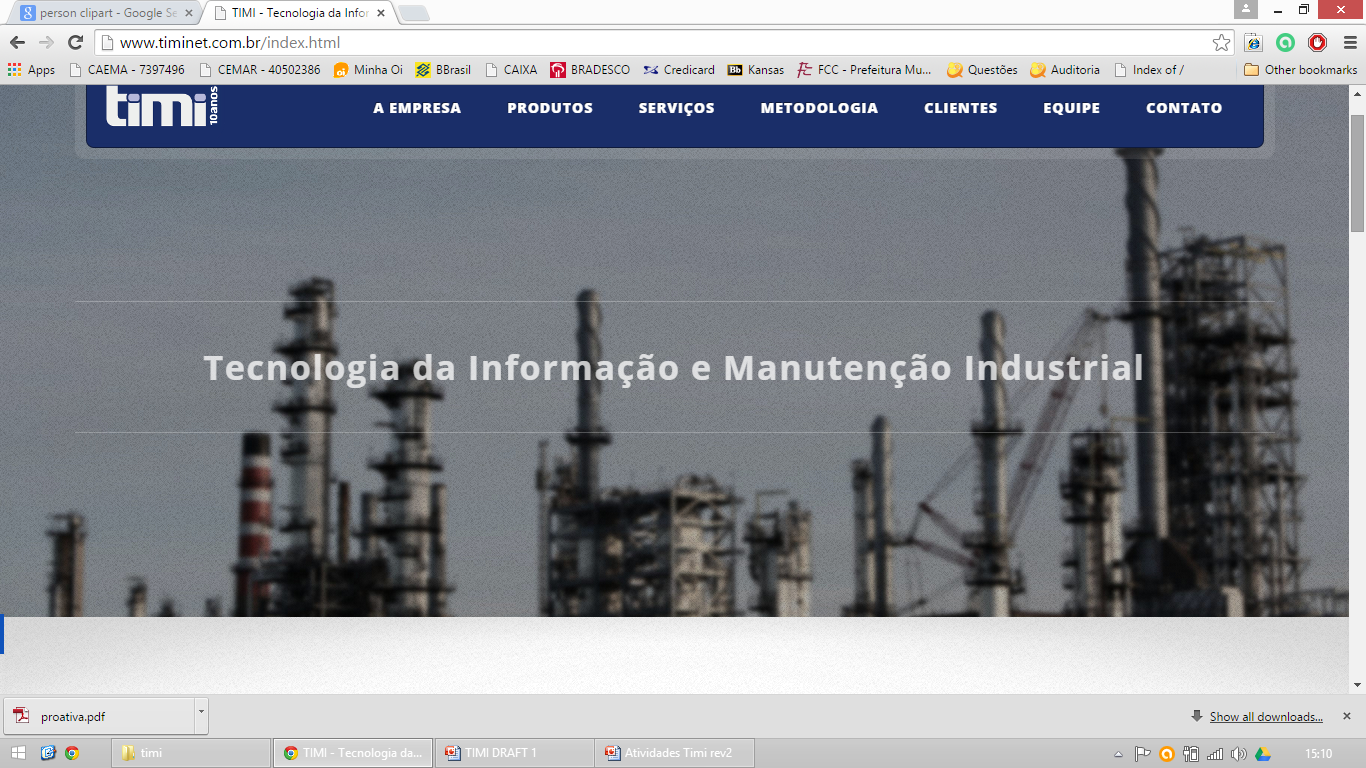 person clipart - Google Se
TIMI - Tecnologia da Infor
www.timinet.com.br/index.html
Apps CAEMA - 7397496 CEMAR - 40502386 Minha Oi BBrasil CAIXA BRADESCO Credicard Bb Kansas FCC - Prefeitura Mu... Questões Auditoria Index of / Other bookmarks
timi 10anos
A EMPRESA PRODUTOS SERVIÇOS METODOLOGIA CLIENTES EQUIPE CONTATO
Tecnologia da Informação e Manutenção Industrial
proativa.pdf
Show all downloads...
timi TIMI - Tecnologia da... TIMI DRAFT 1 Atividades Timi rev2 15:10